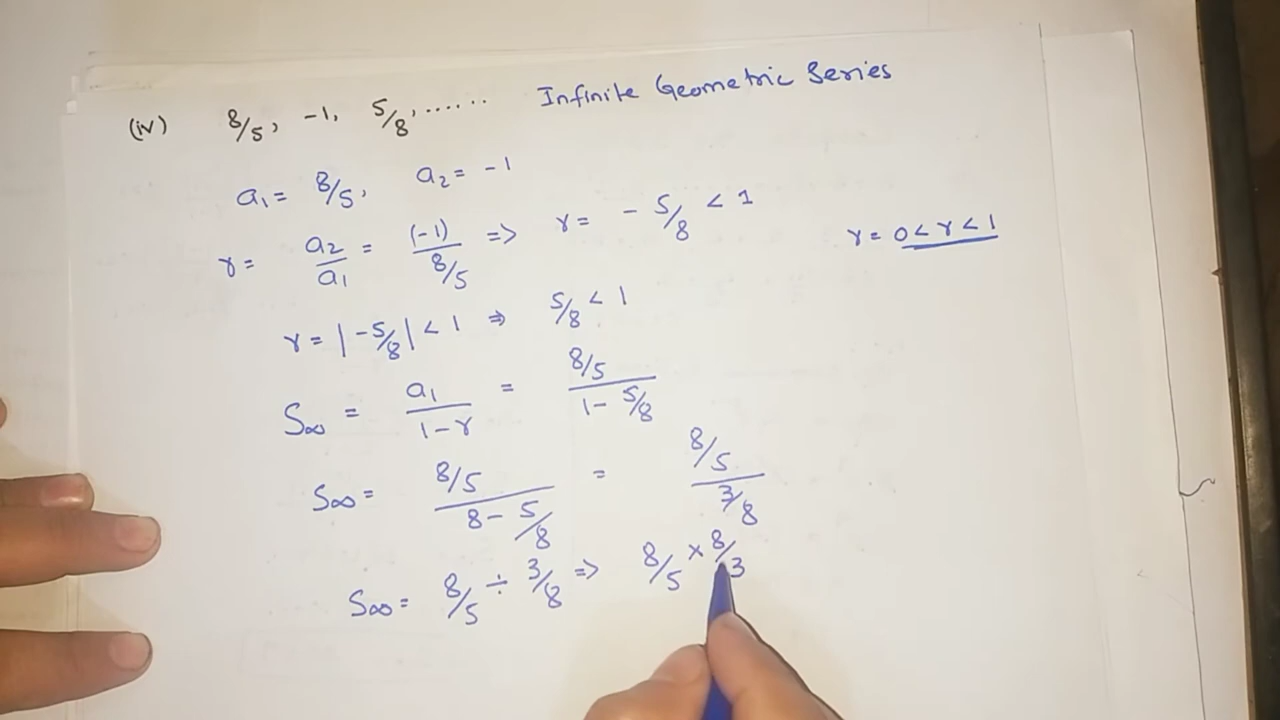 (iv) 8/5, -1, 5/8, ...... Infinite Geometric Series
a₁ = 8/5, a₂ = -1
r = a₂/a₁ = (-1)/(8/5) => r = - 5/8 < 1
r = 0 < r < 1
r = |-5/8| < 1 ⇒ 5/8 < 1
S∞ = a₁/(1-r) = (8/5)/(1- 5/8)
S∞ = (8/5)/(8- 5/8) = (8/5)/(3/8)
S∞ = 8/5 ÷ 3/8 => 8/5 × 8/3